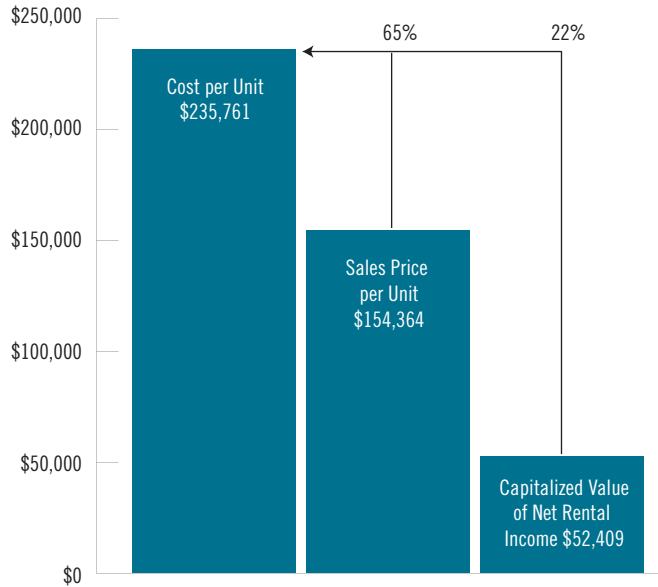 $250,000
65%
22%
Cost per Unit
$235,761
$200,000
$150,000
Sales Price
per Unit
$154,364
$100,000
$50,000
Capitalized Value
of Net Rental
Income $52,409
$0